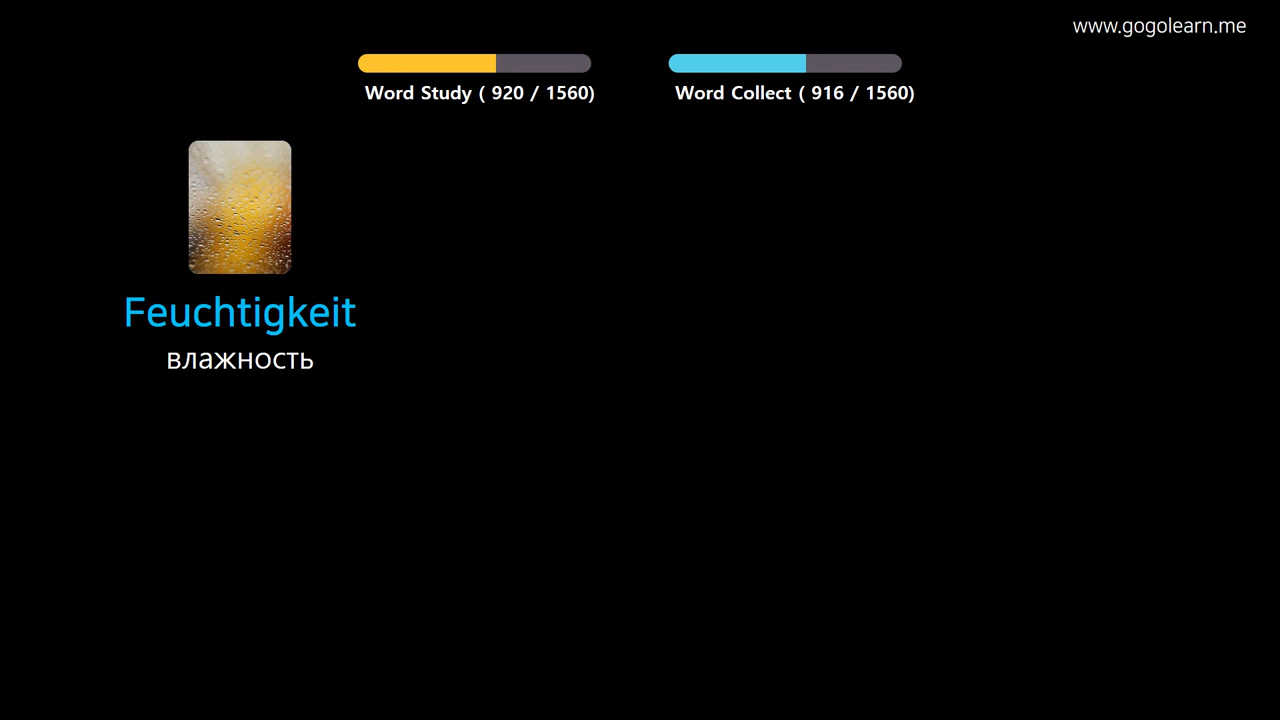 www.gogolearn.me
Word Study ( 920 / 1560)
Word Collect ( 916 / 1560)
Feuchtigkeit
влажность